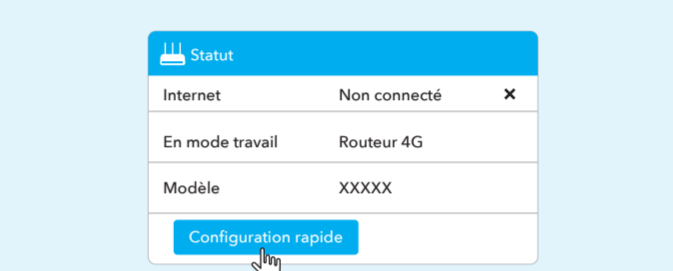 Statut
Internet Non connecté ×
En mode travail Routeur 4G
Modèle XXXXX
Configuration rapide